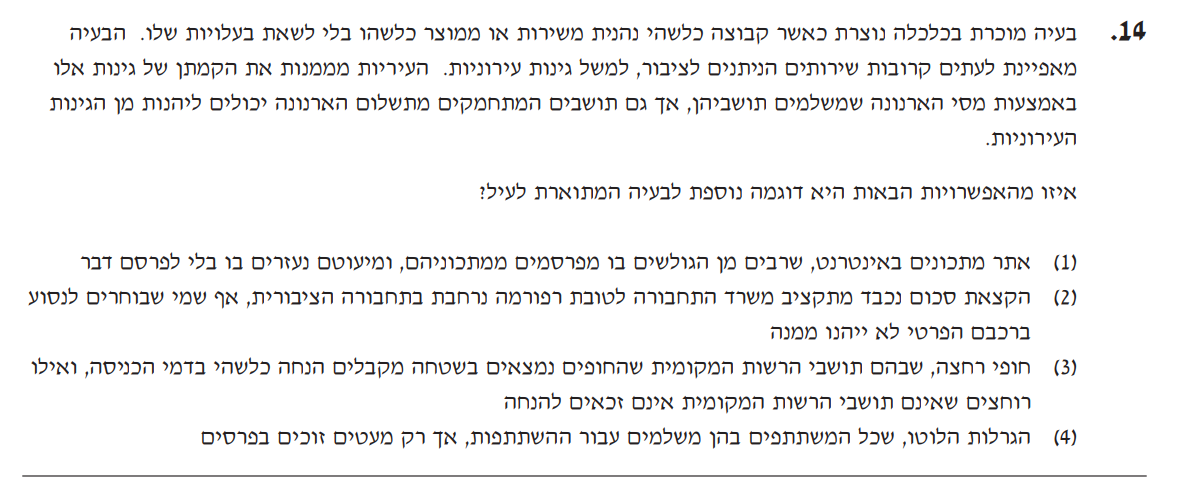 14. בעיה מוכרת בכלכלה נוצרת כאשר קבוצה כלשהי נהנית משירות או ממוצר כלשהו בלי לשאת בעלויות שלו. הבעיה
מאפיינת לעתים קרובות שירותים הניתנים לציבור, למשל גינות עירוניות. העיריות מממנות את הקמתן של גינות אלו
באמצעות מסי הארנונה שמשלמים תושביהן, אך גם תושבים המתחמקים מתשלום הארנונה יכולים ליהנות מן הגינות
העירוניות.
איזו מהאפשרויות הבאות היא דוגמה נוספת לבעיה המתוארת לעיל?
(1) אתר מתכונים באינטרנט, שרבים מן הגולשים בו מפרסמים ממתכוניהם, ומיעוטם נעזרים בו בלי לפרסם דבר
(2) הקצאת סכום נכבד מתקציב משרד התחבורה לטובת רפורמה נרחבת בתחבורה הציבורית, אף שמי שבוחרים לנסוע
ברכבם הפרטי לא ייהנו ממנה
(3) חופי רחצה, שבהם תושבי הרשות המקומית שהחופים נמצאים בשטחה מקבלים הנחה כלשהי בדמי הכניסה, ואילו
רוחצים שאינם תושבי הרשות המקומית אינם זכאים להנחה
(4) הגרלות הלוטו, שכל המשתתפים בהן משלמים עבור ההשתתפות, אך רק מעטים זוכים בפרסים